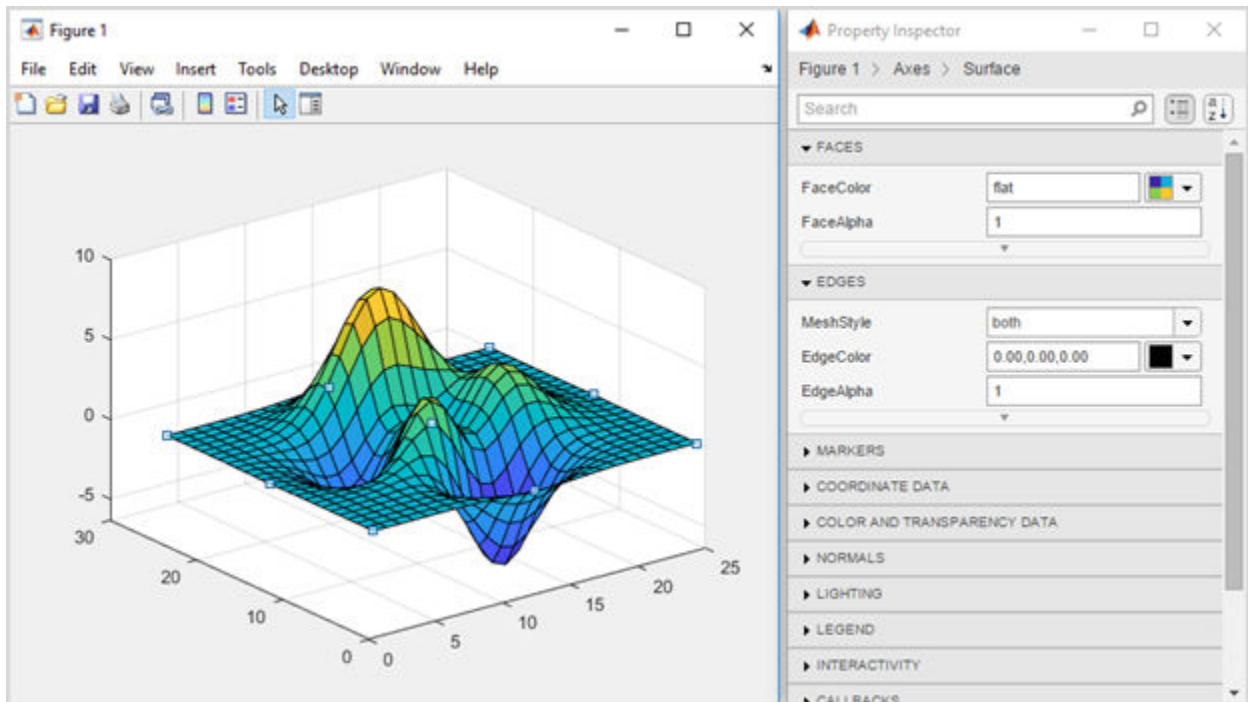 Figure 1
File Edit View Insert Tools Desktop Window Help
10
5
0
-5
30
20
10
0
0
5
10
15
20
25
Property Inspector
Figure 1 > Axes > Surface
Search
FACES
FaceColor flat
FaceAlpha 1
EDGES
MeshStyle both
EdgeColor 0.00,0.00,0.00
EdgeAlpha 1
MARKERS
COORDINATE DATA
COLOR AND TRANSPARENCY DATA
NORMALS
LIGHTING
LEGEND
INTERACTIVITY
CALLBACKS